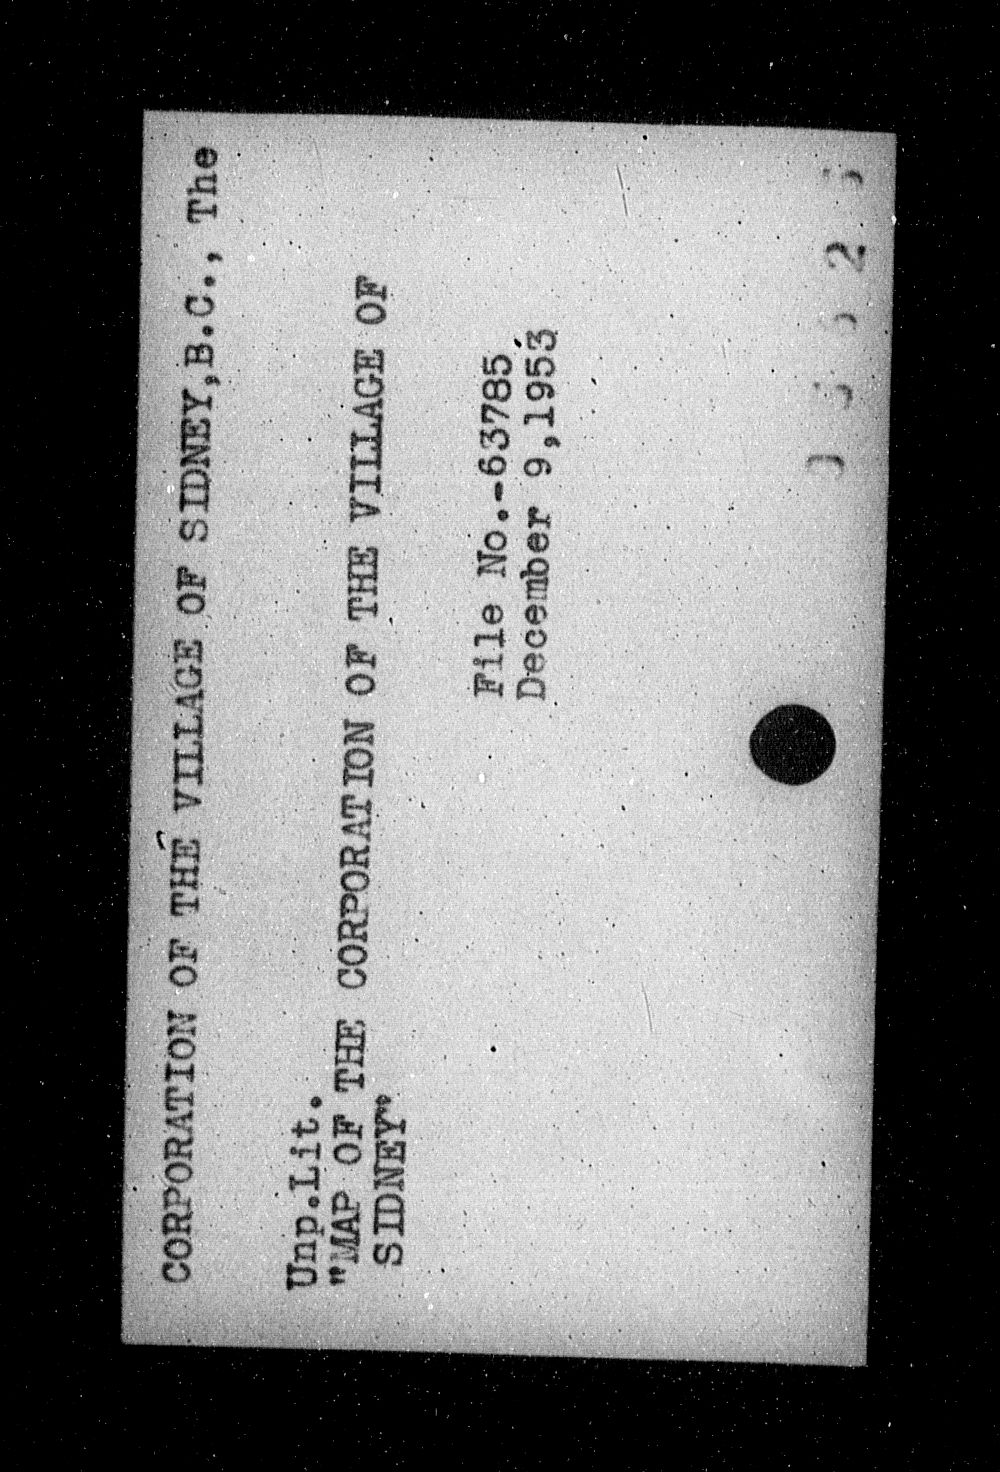 CORPORATION OF THE VILLAGE OF SIDNEY,B.C., The
Unp.Lit.
"MAP OF THE CORPORATION OF THE VILLAGE OF
SIDNEY"
File No.-63785
December 9,1953